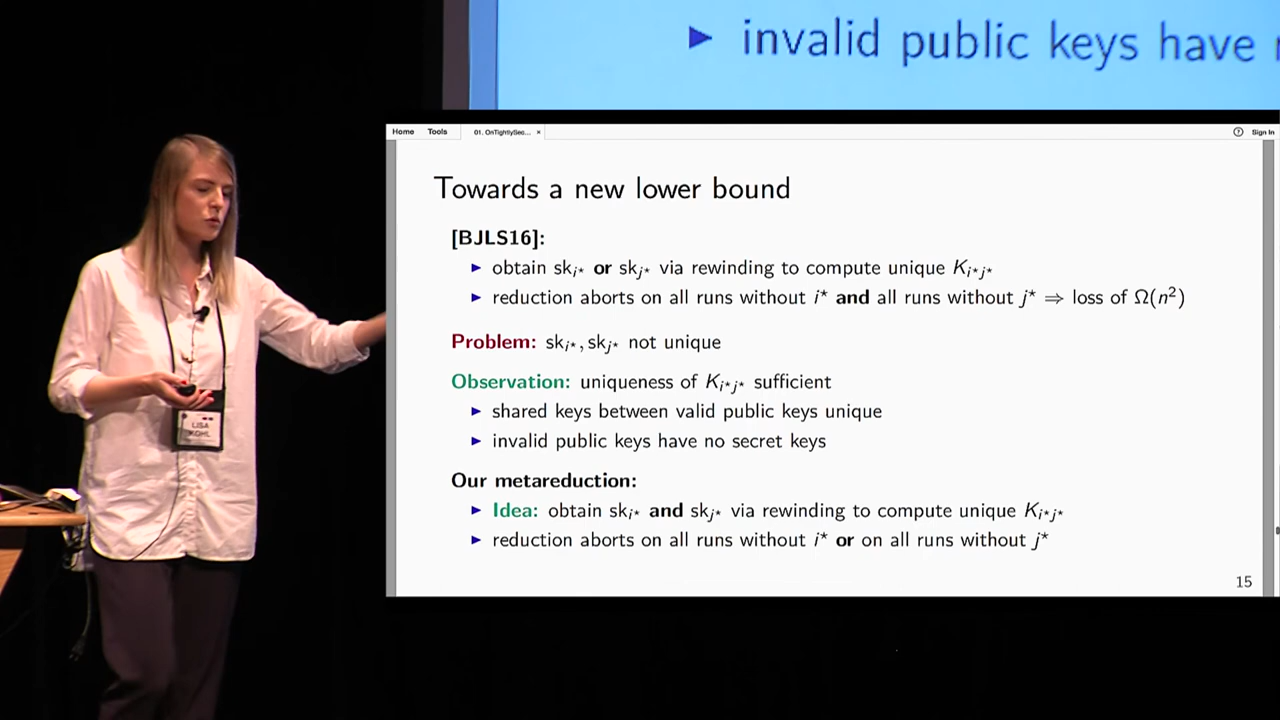 ▶ invalid public keys have
Home Tools 01. OnTightlySec... × ? Sign In
Towards a new lower bound
[BJLS16]:
▶ obtain sk_{i⋆} or sk_{j⋆} via rewinding to compute unique K_{i⋆j⋆}
▶ reduction aborts on all runs without i⋆ and all runs without j⋆ ⇒ loss of Ω(n²)
Problem: sk_{i⋆}, sk_{j⋆} not unique
Observation: uniqueness of K_{i⋆j⋆} sufficient
▶ shared keys between valid public keys unique
▶ invalid public keys have no secret keys
Our metareduction:
▶ Idea: obtain sk_{i⋆} and sk_{j⋆} via rewinding to compute unique K_{i⋆j⋆}
▶ reduction aborts on all runs without i⋆ or on all runs without j⋆
15
LISA
KOHL